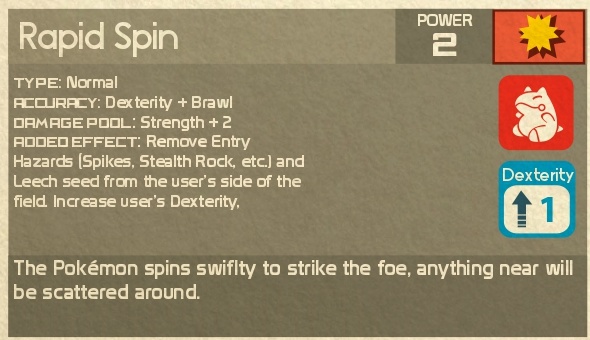 Rapid Spin
POWER
2
TYPE: Normal
ACCURACY: Dexterity + Brawl
DAMAGE POOL: Strength + 2
ADDED EFFECT: Remove Entry
Hazards (Spikes, Stealth Rock, etc.) and
Leech seed from the user's side of the
field. Increase user's Dexterity,
Dexterity
1
The Pokémon spins swiflty to strike the foe, anything near will
be scattered around.